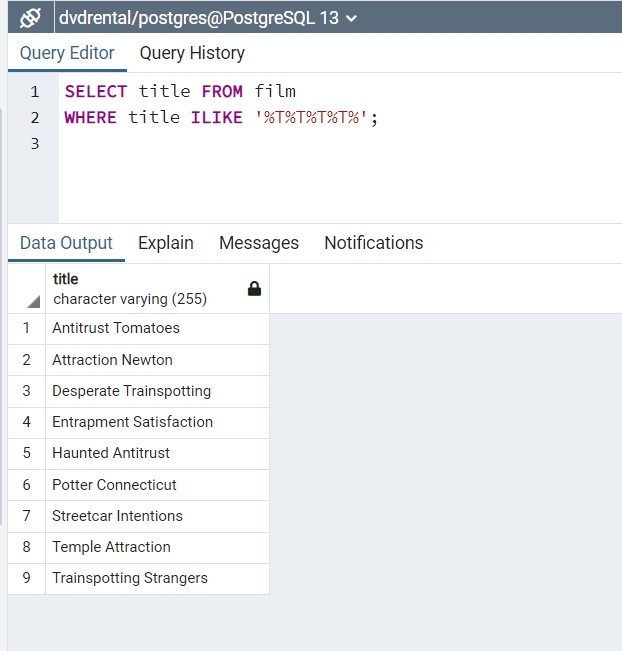 dvdrental/postgres@PostgreSQL 13
Query Editor Query History
1 SELECT title FROM film
2 WHERE title ILIKE '%T%T%T%T%';
3
Data Output Explain Messages Notifications
title
character varying (255)
1 Antitrust Tomatoes
2 Attraction Newton
3 Desperate Trainspotting
4 Entrapment Satisfaction
5 Haunted Antitrust
6 Potter Connecticut
7 Streetcar Intentions
8 Temple Attraction
9 Trainspotting Strangers